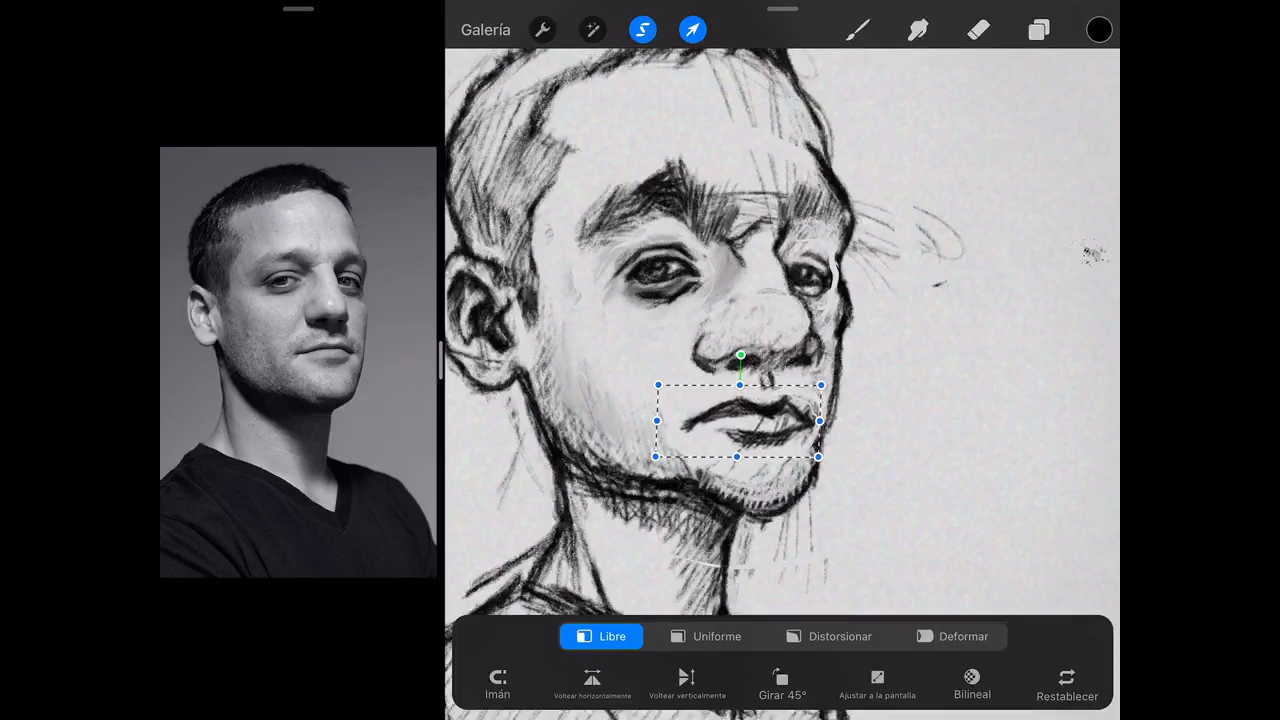 Galería
Libre Uniforme Distorsionar Deformar
Imán Voltear horizontalmente Voltear verticalmente Girar 45° Ajustar a la pantalla Bilineal Restablecer